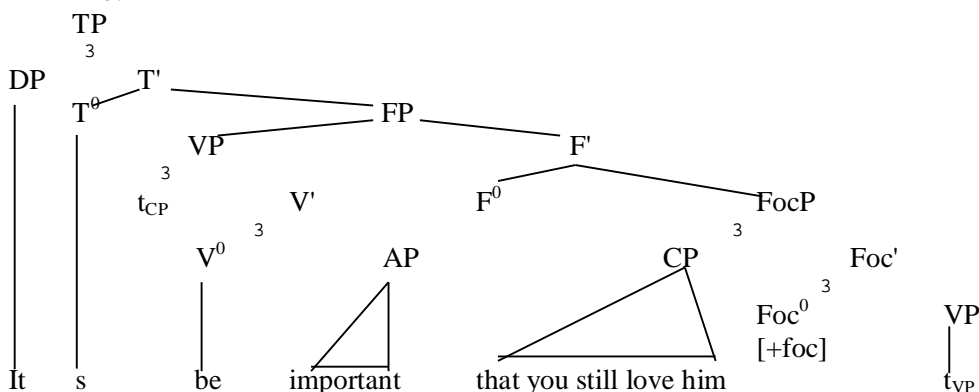 TP
3
DP T'
T0 FP
VP F'
3
tCP V' F0 FocP
3 3
V0 AP CP Foc'
3
Foc0 VP
[+foc]
It s be important that you still love him tVP